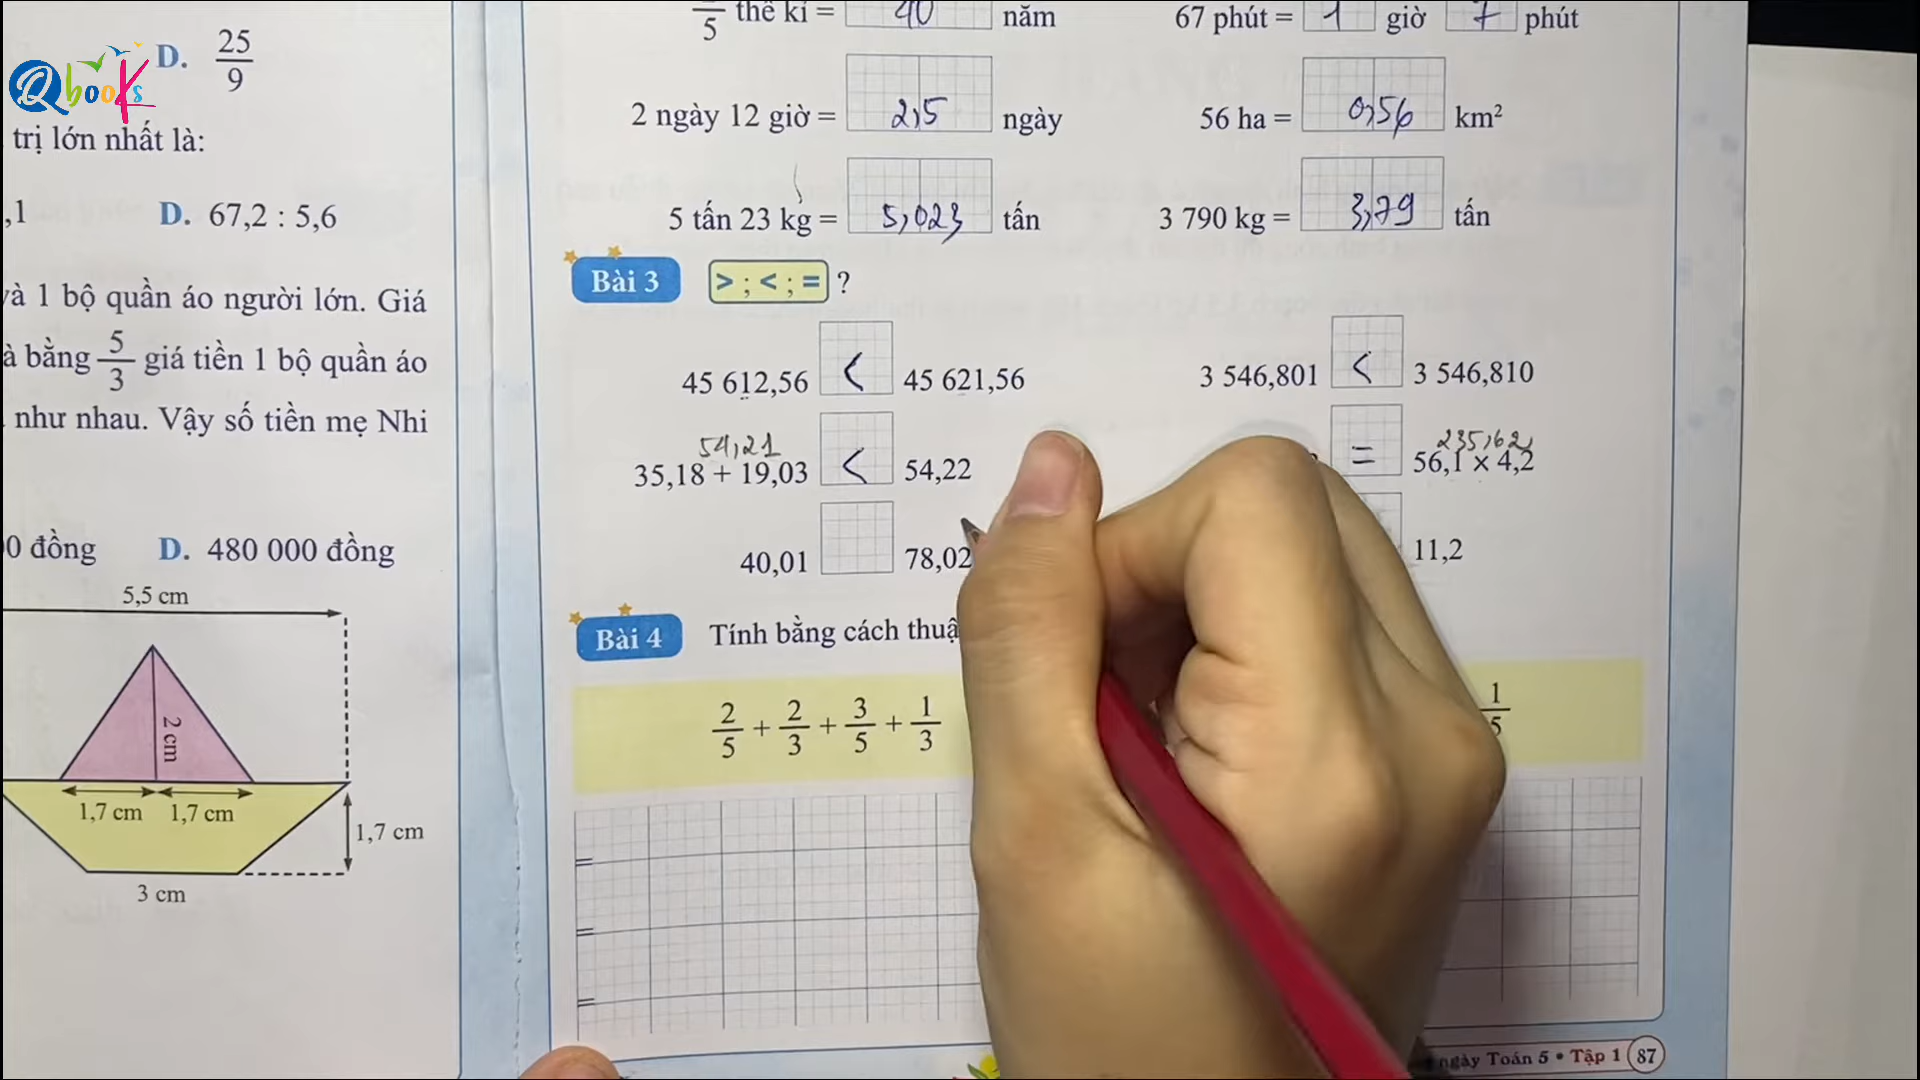 Qbooks
D. 25/9
trị lớn nhất là:
,1 D. 67,2 : 5,6
và 1 bộ quần áo người lớn. Giá
à bằng 5/3 giá tiền 1 bộ quần áo
như nhau. Vậy số tiền mẹ Nhi
0 đồng D. 480 000 đồng
5,5 cm
2 cm
1,7 cm 1,7 cm
1,7 cm
3 cm
5 thế kỉ = 40 năm 67 phút = 1 giờ 7 phút
2 ngày 12 giờ = 2,5 ngày 56 ha = 0,56 km²
5 tấn 23 kg = 5,023 tấn 3 790 kg = 3,79 tấn
Bài 3 > ; < ; = ?
45 612,56 < 45 621,56 3 546,801 < 3 546,810
54,21 235,62
35,18 + 19,03 < 54,22 = 56,1 × 4,2
40,01 78,02 11,2
Bài 4 Tính bằng cách thuậ
2/5 + 2/3 + 3/5 + 1/3 1/5
ngày Toán 5 • Tập 1 87